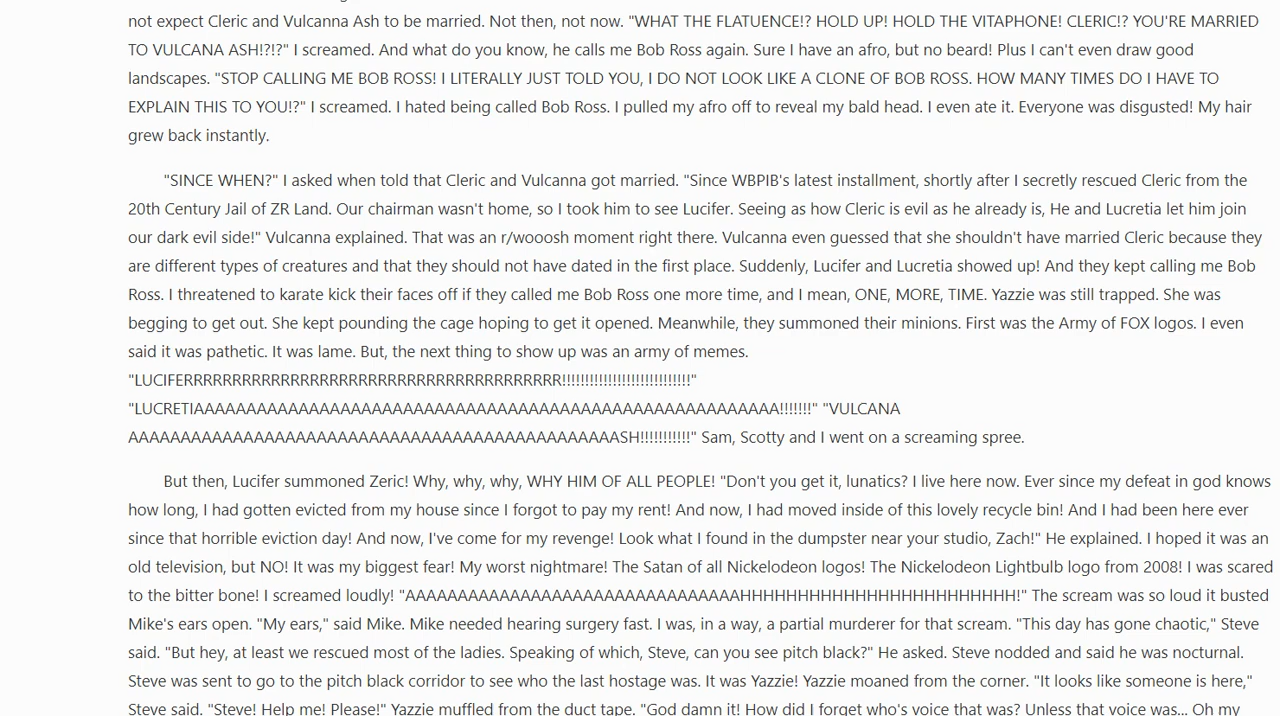 not expect Cleric and Vulcanna Ash to be married. Not then, not now. "WHAT THE FLATUENCE!? HOLD UP! HOLD THE VITAPHONE! CLERIC!? YOU'RE MARRIED
TO VULCANA ASH!?!?" I screamed. And what do you know, he calls me Bob Ross again. Sure I have an afro, but no beard! Plus I can't even draw good
landscapes. "STOP CALLING ME BOB ROSS! I LITERALLY JUST TOLD YOU, I DO NOT LOOK LIKE A CLONE OF BOB ROSS. HOW MANY TIMES DO I HAVE TO
EXPLAIN THIS TO YOU!?" I screamed. I hated being called Bob Ross. I pulled my afro off to reveal my bald head. I even ate it. Everyone was disgusted! My hair
grew back instantly.
"SINCE WHEN?" I asked when told that Cleric and Vulcanna got married. "Since WBPIB's latest installment, shortly after I secretly rescued Cleric from the
20th Century Jail of ZR Land. Our chairman wasn't home, so I took him to see Lucifer. Seeing as how Cleric is evil as he already is, He and Lucretia let him join
our dark evil side!" Vulcanna explained. That was an r/wooosh moment right there. Vulcanna even guessed that she shouldn't have married Cleric because they
are different types of creatures and that they should not have dated in the first place. Suddenly, Lucifer and Lucretia showed up! And they kept calling me Bob
Ross. I threatened to karate kick their faces off if they called me Bob Ross one more time, and I mean, ONE, MORE, TIME. Yazzie was still trapped. She was
begging to get out. She kept pounding the cage hoping to get it opened. Meanwhile, they summoned their minions. First was the Army of FOX logos. I even
said it was pathetic. It was lame. But, the next thing to show up was an army of memes.
"LUCIFERRRRRRRRRRRRRRRRRRRRRRRRRRRRRRRRRRRRRRR!!!!!!!!!!!!!!!!!!!!!!!!!!!!"
"LUCRETIAAAAAAAAAAAAAAAAAAAAAAAAAAAAAAAAAAAAAAAAAAAAAAAAAAAAAAAAA!!!!!!!" "VULCANA
AAAAAAAAAAAAAAAAAAAAAAAAAAAAAAAAAAAAAAAAAAAAAAASH!!!!!!!!!!!" Sam, Scotty and I went on a screaming spree.
But then, Lucifer summoned Zeric! Why, why, why, WHY HIM OF ALL PEOPLE! "Don't you get it, lunatics? I live here now. Ever since my defeat in god knows
how long, I had gotten evicted from my house since I forgot to pay my rent! And now, I had moved inside of this lovely recycle bin! And I had been here ever
since that horrible eviction day! And now, I've come for my revenge! Look what I found in the dumpster near your studio, Zach!" He explained. I hoped it was an
old television, but NO! It was my biggest fear! My worst nightmare! The Satan of all Nickelodeon logos! The Nickelodeon Lightbulb logo from 2008! I was scared
to the bitter bone! I screamed loudly! "AAAAAAAAAAAAAAAAAAAAAAAAAAAAAAAAHHHHHHHHHHHHHHHHHHHHHHHH!" The scream was so loud it busted
Mike's ears open. "My ears," said Mike. Mike needed hearing surgery fast. I was, in a way, a partial murderer for that scream. "This day has gone chaotic," Steve
said. "But hey, at least we rescued most of the ladies. Speaking of which, Steve, can you see pitch black?" He asked. Steve nodded and said he was nocturnal.
Steve was sent to go to the pitch black corridor to see who the last hostage was. It was Yazzie! Yazzie moaned from the corner. "It looks like someone is here,"
Steve said. "Steve! Help me! Please!" Yazzie muffled from the duct tape. "God damn it! How did I forget who's voice that was? Unless that voice was... Oh my